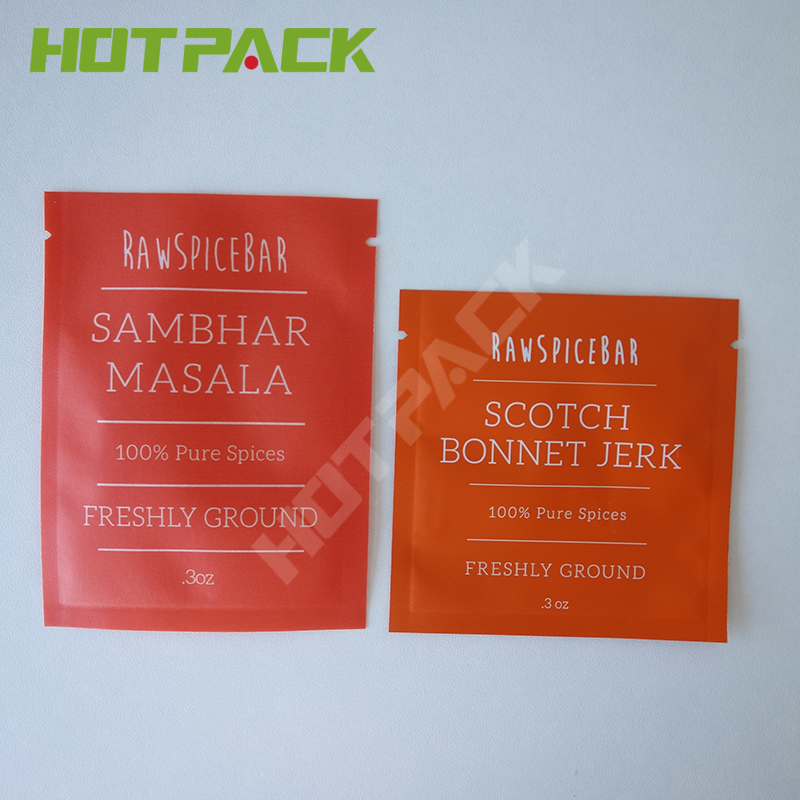 HOTPACK
RAWSPICEBAR
SAMBHAR
MASALA
100% Pure Spices
FRESHLY GROUND
.3oz
RAWSPICEBAR
SCOTCH
BONNET JERK
100% Pure Spices
FRESHLY GROUND
.3 oz
HOTPACK